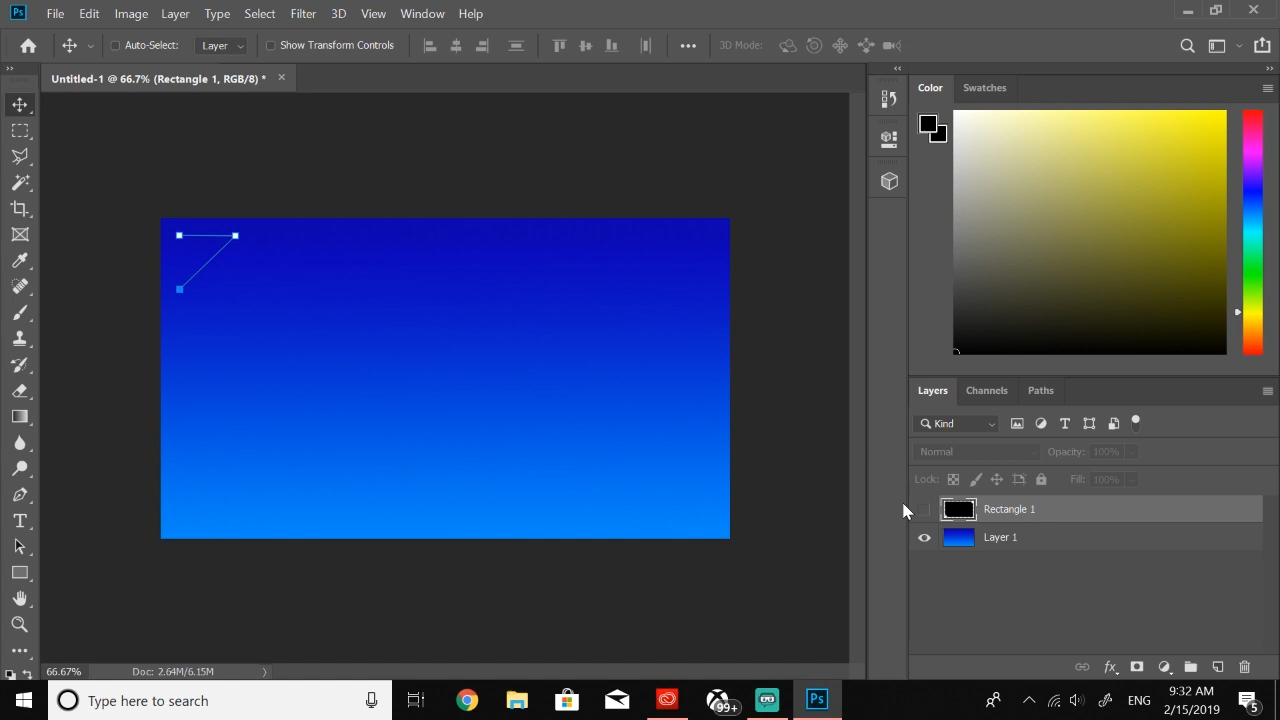 Ps File Edit Image Layer Type Select Filter 3D View Window Help
Auto-Select: Layer Show Transform Controls 3D Mode:
Untitled-1 @ 66.7% (Rectangle 1, RGB/8) *
Color Swatches
Layers Channels Paths
Kind
Normal Opacity: 100%
Lock: Fill: 100%
Rectangle 1
Layer 1
66.67% Doc: 2.64M/6.15M
Type here to search
99+
Ps
ENG
9:32 AM
2/15/2019
5